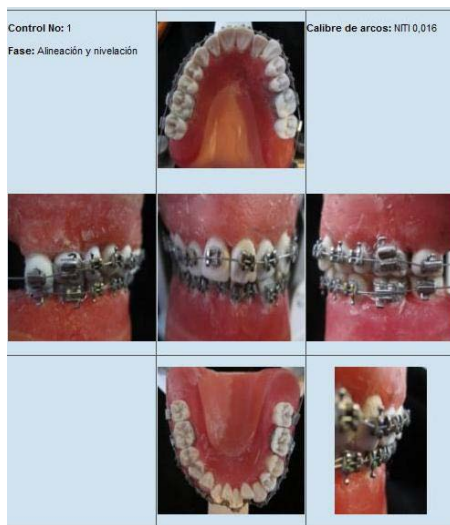 Control No: 1
Calibre de arcos: NITI 0,016
Fase: Alineación y nivelación